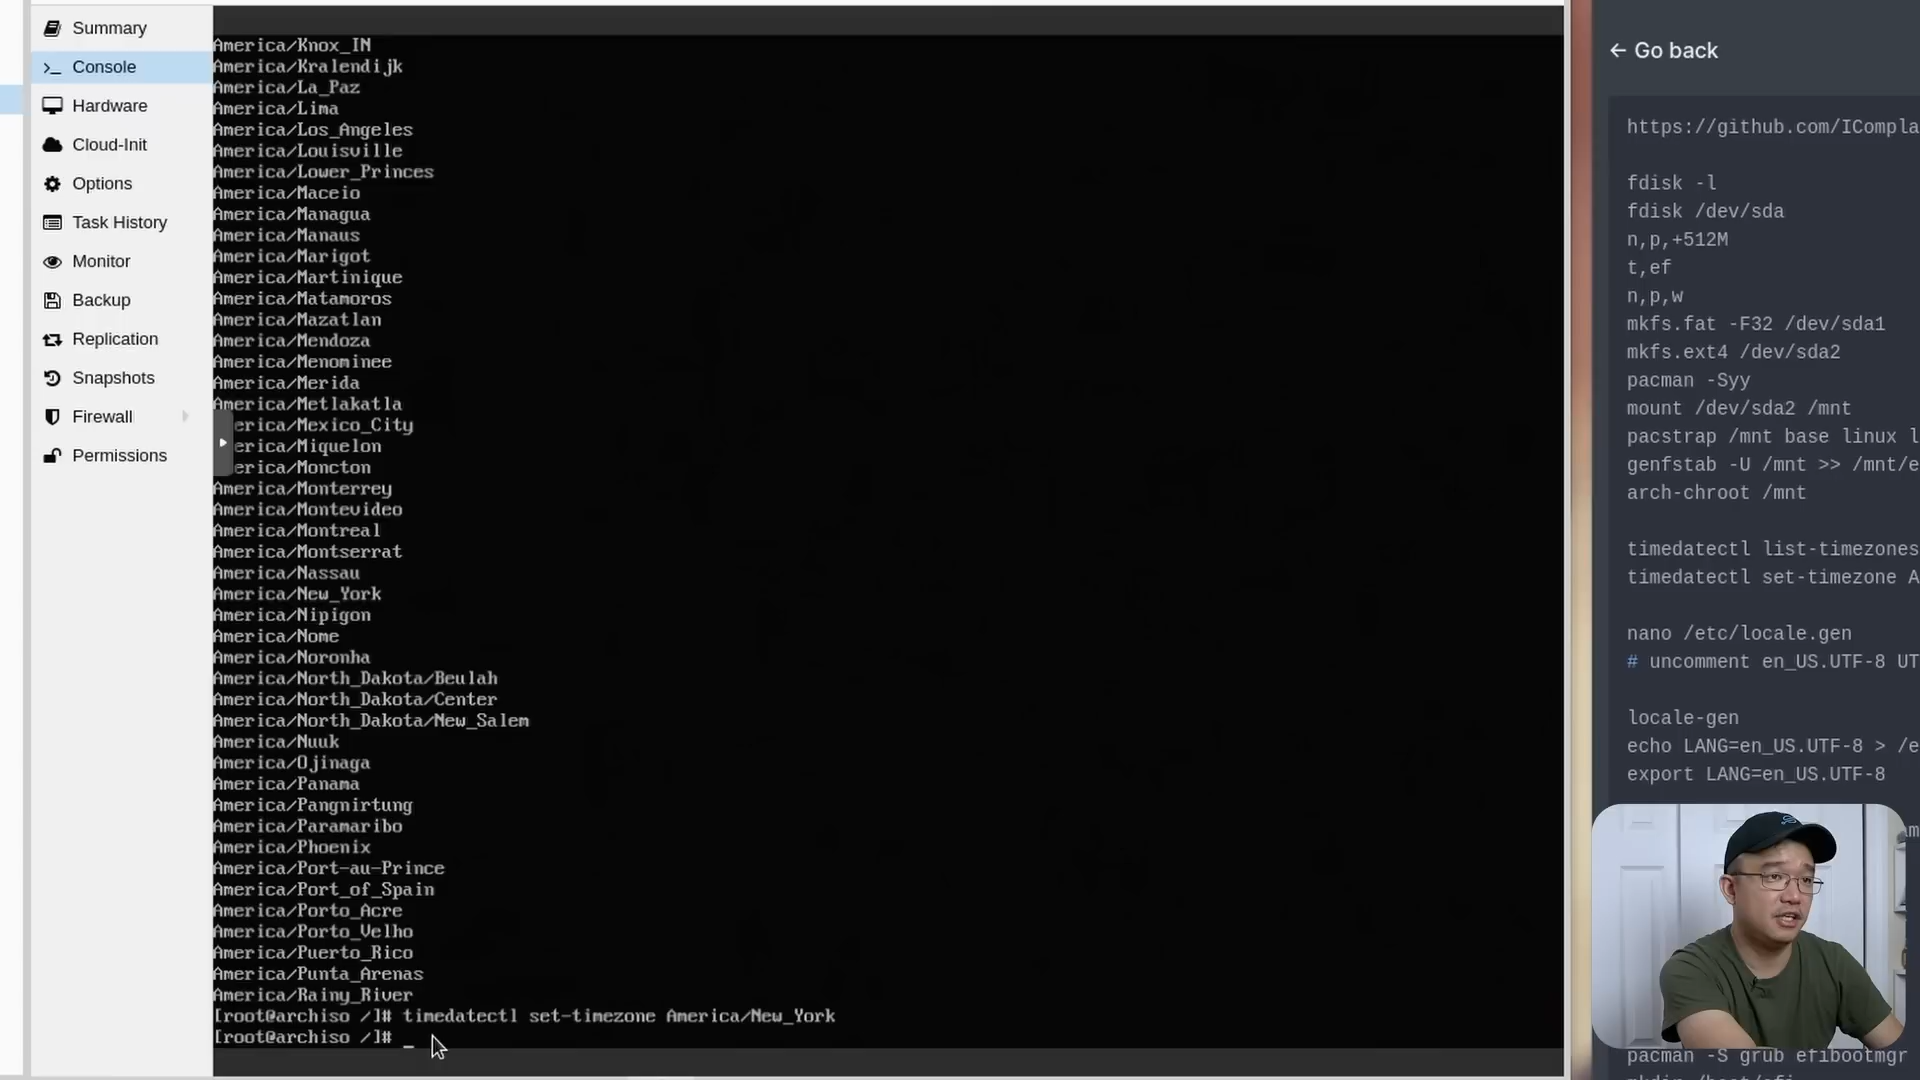 Summary
Console
Hardware
Cloud-Init
Options
Task History
Monitor
Backup
Replication
Snapshots
Firewall
Permissions
America/Knox_IN
America/Kralendijk
America/La_Paz
America/Lima
America/Los_Angeles
America/Louisville
America/Lower_Princes
America/Maceio
America/Managua
America/Manaus
America/Marigot
America/Martinique
America/Matamoros
America/Mazatlan
America/Mendoza
America/Menominee
America/Merida
America/Metlakatla
erica/Mexico_City
erica/Miquelon
erica/Moncton
America/Monterrey
America/Montevideo
America/Montreal
America/Montserrat
America/Nassau
America/New_York
America/Nipigon
America/Nome
America/Noronha
America/North_Dakota/Beulah
America/North_Dakota/Center
America/North_Dakota/New_Salem
America/Nuuk
America/Ojinaga
America/Panama
America/Pangnirtung
America/Paramaribo
America/Phoenix
America/Port-au-Prince
America/Port_of_Spain
America/Porto_Acre
America/Porto_Velho
America/Puerto_Rico
America/Punta_Arenas
America/Rainy_River
[root@archiso /]# timedatectl set-timezone America/New_York
[root@archiso /]# _
← Go back
https://github.com/ICompla
fdisk -l
fdisk /dev/sda
n,p,+512M
t,ef
n,p,w
mkfs.fat -F32 /dev/sda1
mkfs.ext4 /dev/sda2
pacman -Syy
mount /dev/sda2 /mnt
pacstrap /mnt base linux l
genfstab -U /mnt >> /mnt/e
arch-chroot /mnt
timedatectl list-timezones
timedatectl set-timezone A
nano /etc/locale.gen
# uncomment en_US.UTF-8 UT
locale-gen
echo LANG=en_US.UTF-8 > /e
export LANG=en_US.UTF-8
pacman -S grub efibootmgr